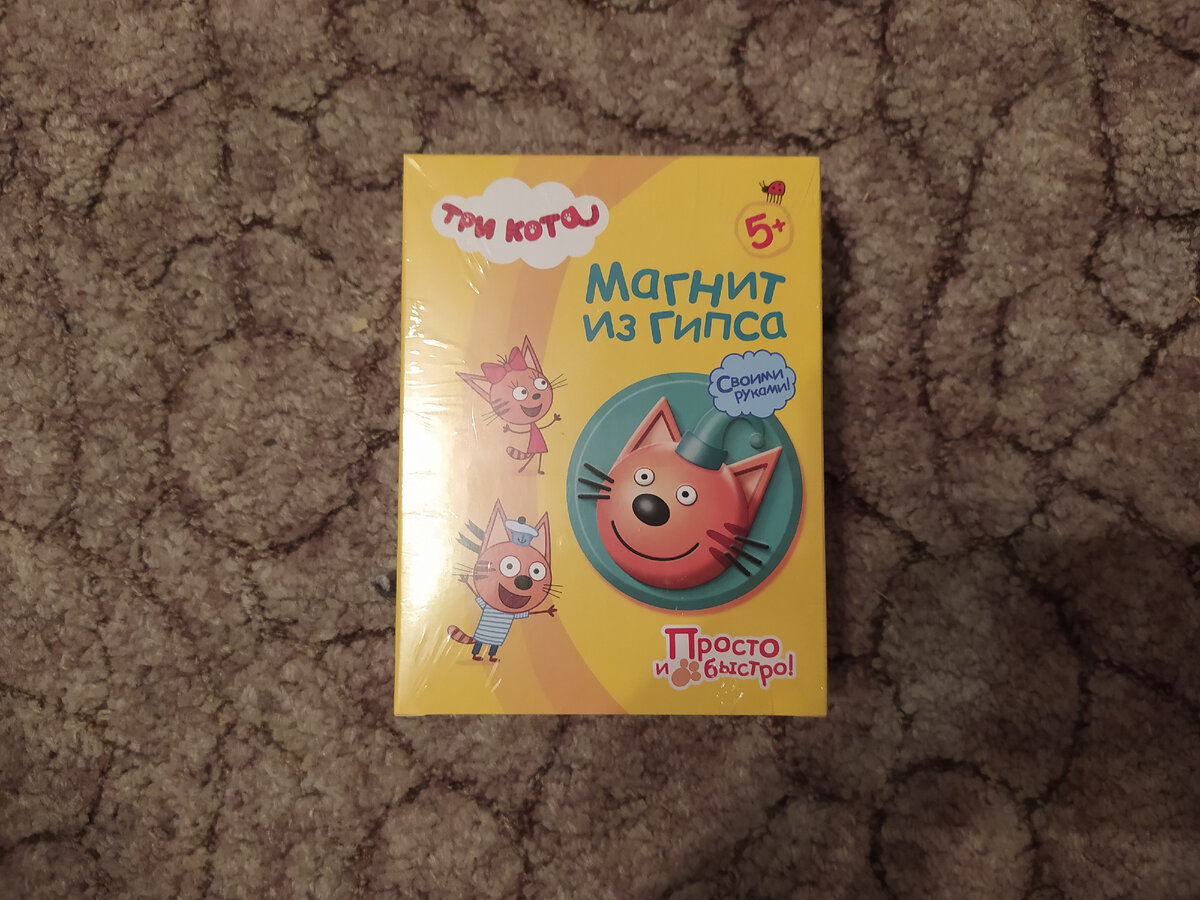 ТРИ КОТА
5+
Магнит
из гипса
Своими
руками!
Просто
и быстро!